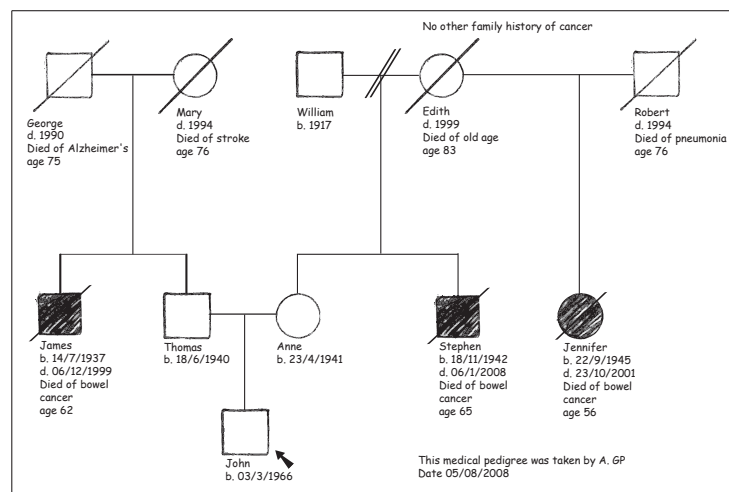 No other family history of cancer
George
d. 1990
Died of Alzheimer's
age 75
Mary
d. 1994
Died of stroke
age 76
William
b. 1917
Edith
d. 1999
Died of old age
age 83
Robert
d. 1994
Died of pneumonia
age 76
James
b. 14/7/1937
d. 06/12/1999
Died of bowel
cancer
age 62
Thomas
b. 18/6/1940
Anne
b. 23/4/1941
Stephen
b. 18/11/1942
d. 06/1/2008
Died of bowel
cancer
age 65
Jennifer
b. 22/9/1945
d. 23/10/2001
Died of bowel
cancer
age 56
John
b. 03/3/1966
This medical pedigree was taken by A. GP
Date 05/08/2008